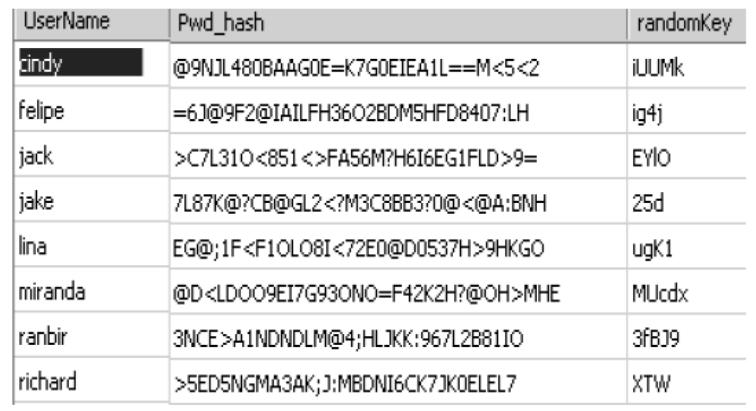 UserName Pwd_hash randomKey
cindy @9NJL480BAAG0E=K7G0EIEA1L==M<5<2 iUUMk
felipe =6J@9F2@IAILFH36O2BDM5HFD8407:LH ig4j
jack >C7L31O<851<>FA56M?H6I6EG1FLD>9= EYlO
jake 7L87K@?CB@GL2<?M3C8BB3?0@<@A:BNH 25d
lina EG@;1F<F1OLO8I<72E0@D0537H>9HKGO ugK1
miranda @D<LDOO9EI7G93ONO=F42K2H?@OH>MHE MUcdx
ranbir 3NCE>A1NDNDLM@4;HLJKK:967L2B81IO 3fBJ9
richard >5ED5NGMA3AK;J:MBDNI6CK7JK0ELEL7 XTW